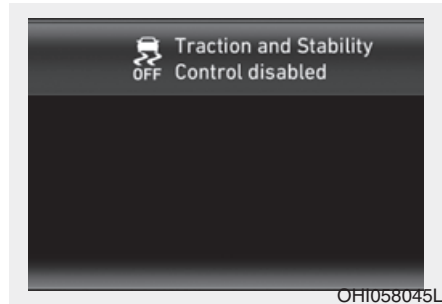 Traction and Stability
OFF Control disabled
OHI058045L